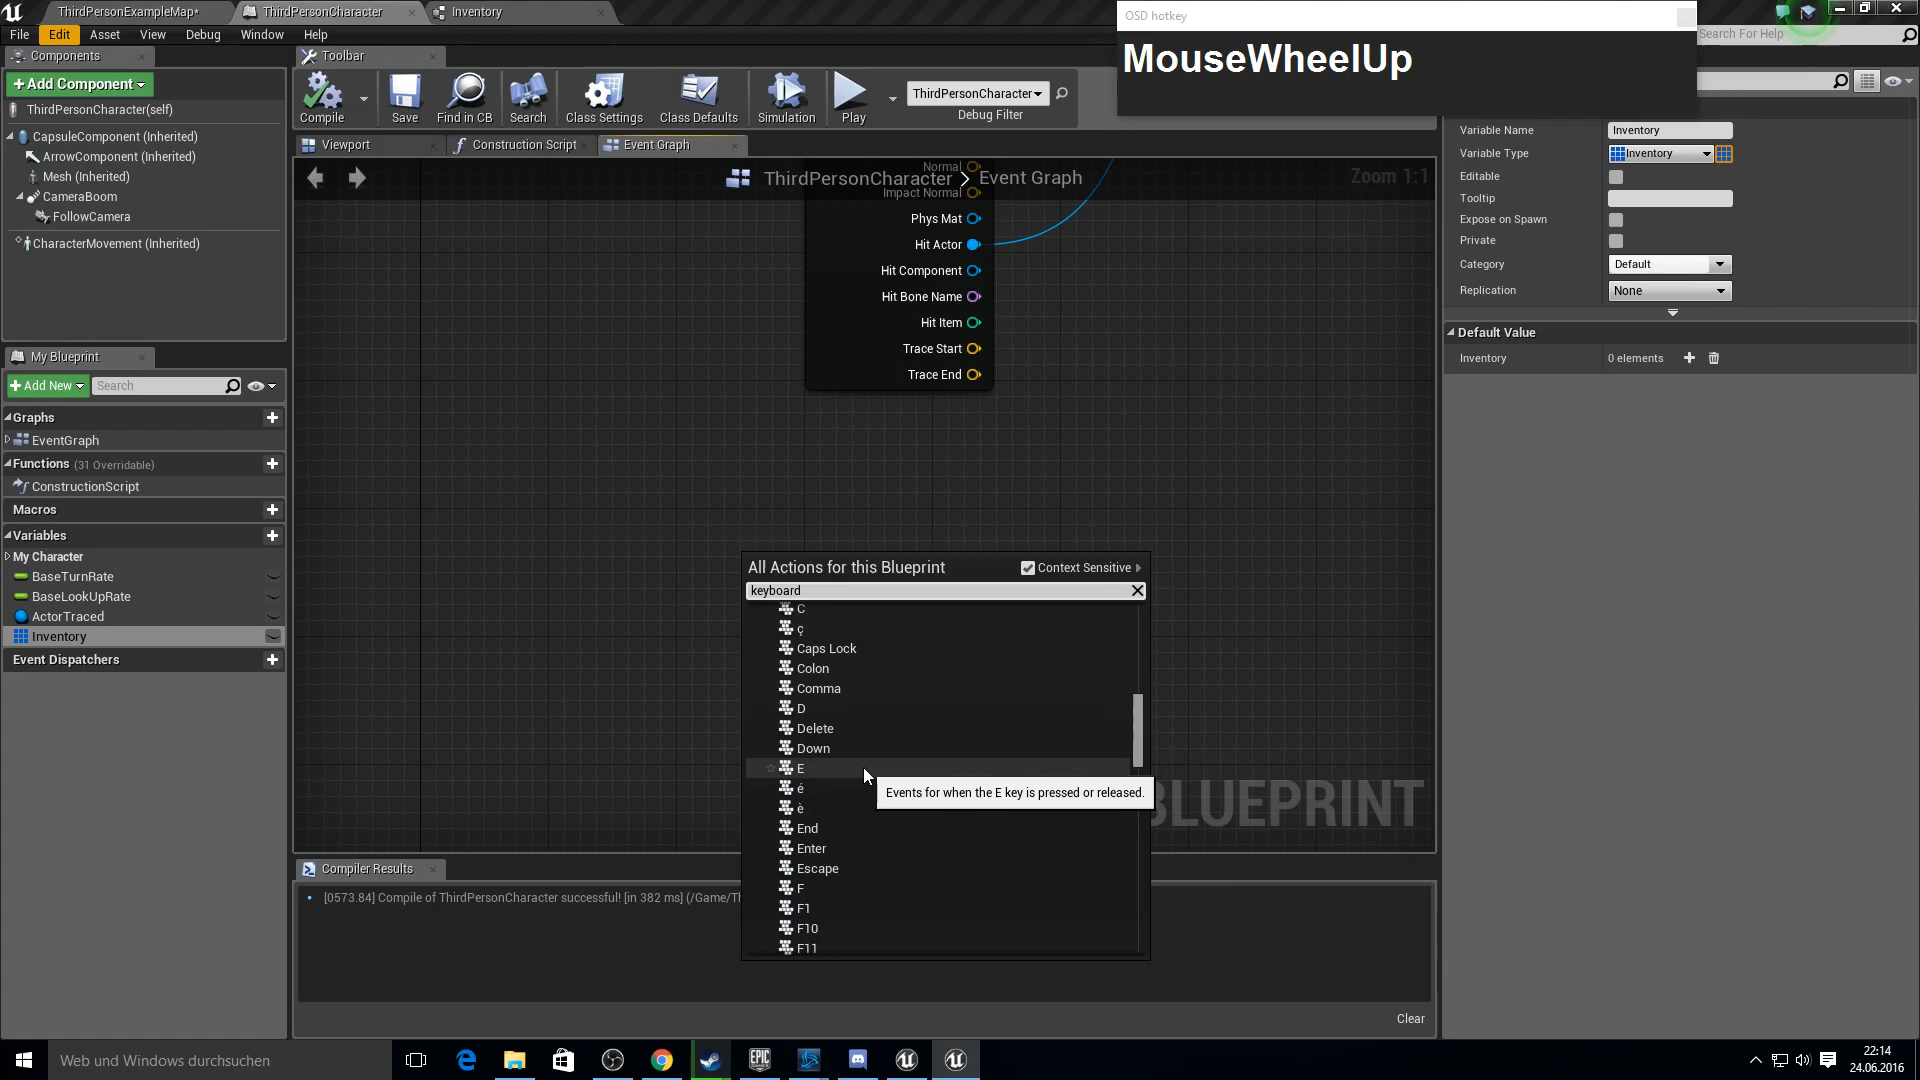 ThirdPersonExampleMap*
ThirdPersonCharacter
Inventory
OSD hotkey
MouseWheelUp
File
Edit
Asset
View
Debug
Window
Help
Search For Help
Components
Toolbar
+Add Component
ThirdPersonCharacter(self)
CapsuleComponent (Inherited)
ArrowComponent (Inherited)
Mesh (Inherited)
CameraBoom
FollowCamera
CharacterMovement (Inherited)
Compile
Save
Find in CB
Search
Class Settings
Class Defaults
Simulation
Play
ThirdPersonCharacter
Debug Filter
Viewport
Construction Script
Event Graph
ThirdPersonCharacter > Event Graph
Zoom 1:1
Normal
Impact Normal
Phys Mat
Hit Actor
Hit Component
Hit Bone Name
Hit Item
Trace Start
Trace End
Variable Name
Inventory
Variable Type
Inventory
Editable
Tooltip
Expose on Spawn
Private
Category
Default
Replication
None
Default Value
Inventory
0 elements
My Blueprint
+Add New
Search
Graphs
EventGraph
Functions (31 Overridable)
ConstructionScript
Macros
Variables
My Character
BaseTurnRate
BaseLookUpRate
ActorTraced
Inventory
Event Dispatchers
All Actions for this Blueprint
Context Sensitive
keyboard
C
ç
Caps Lock
Colon
Comma
D
Delete
Down
E
é
è
End
Enter
Escape
F
F1
F10
F11
Events for when the E key is pressed or released.
BLUEPRINT
Compiler Results
[0573.84] Compile of ThirdPersonCharacter successful! [in 382 ms] (/Game/Th
Clear
Web und Windows durchsuchen
EPIC
GAMES
22:14
24.06.2016